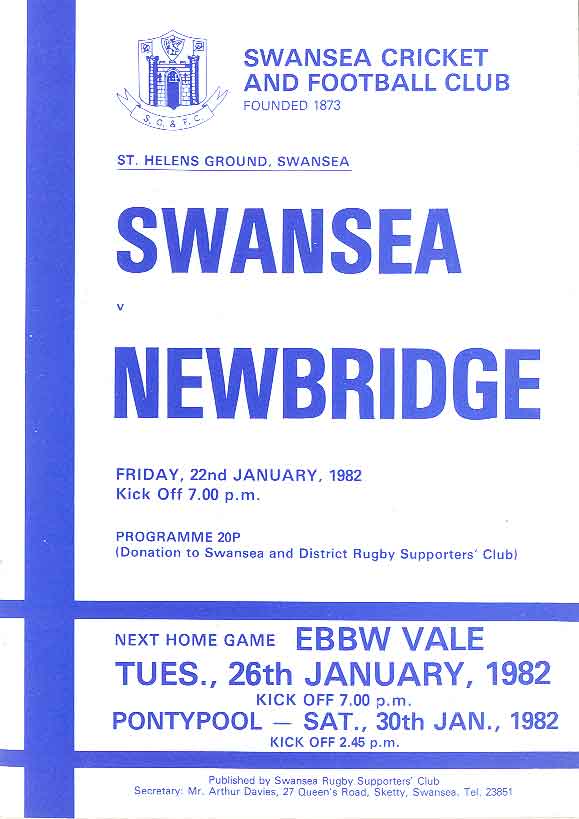 S. C. & F. C.
SWANSEA CRICKET
AND FOOTBALL CLUB
FOUNDED 1873
ST. HELENS GROUND, SWANSEA
SWANSEA
v
NEWBRIDGE
FRIDAY, 22nd JANUARY, 1982
Kick Off 7.00 p.m.
PROGRAMME 20P
(Donation to Swansea and District Rugby Supporters' Club)
NEXT HOME GAME EBBW VALE
TUES., 26th JANUARY, 1982
KICK OFF 7.00 p.m.
PONTYPOOL — SAT., 30th JAN., 1982
KICK OFF 2.45 p.m.
Published by Swansea Rugby Supporters' Club
Secretary: Mr. Arthur Davies, 27 Queen's Road, Sketty, Swansea. Tel. 23851